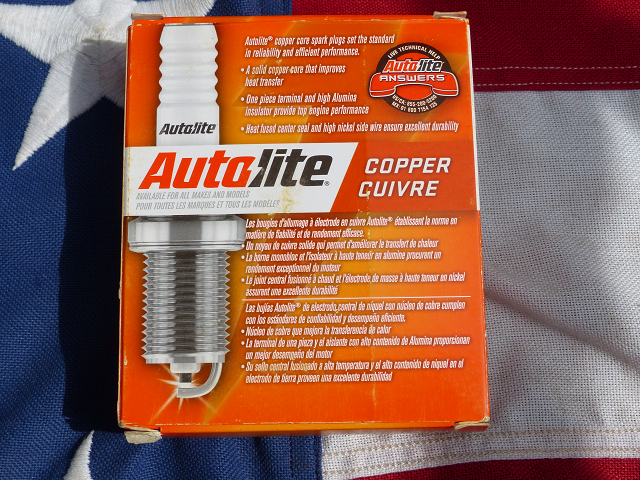 Autolite® copper core spark plugs set the standard
in reliability and efficient performance.
• A solid copper core that improves
heat transfer
• One piece terminal and high Alumina
insulator provide top engine performance
• Heat fused center seal and high nickel side wire ensure excellent durability
LIVE TECHNICAL HELP
Autolite
ANSWERS
Autolite
Autolite®
COPPER
CUIVRE
AVAILABLE FOR ALL MAKES AND MODELS
POUR TOUTES LES MARQUES ET TOUS LES MODÈLES
Les bougies d'allumage à électrode en cuivre Autolite® établissent la norme en
matière de fiabilité et de rendement efficace.
• Un noyau de cuivre solide qui permet d'améliorer le transfert de chaleur
• La borne monobloc et l'isolateur à haute teneur en alumine procurent un
rendement exceptionnel du moteur
• Le joint central fusionné à chaud et l'électrode de masse à haute teneur en nickel
assurent une excellente durabilité
Las bujías Autolite® de electrodo central de níquel con núcleo de cobre cumplen
con los estándares de confiabilidad y desempeño eficiente.
• Núcleo de cobre que mejora la transferencia de calor
• La terminal de una pieza y el aislante con alto contenido de Alumina proporcionan
un mejor desempeño del motor
• Su sello central fusionado a alta temperatura y el alto contenido de níquel en el
electrodo de tierra proveen una excelente durabilidad